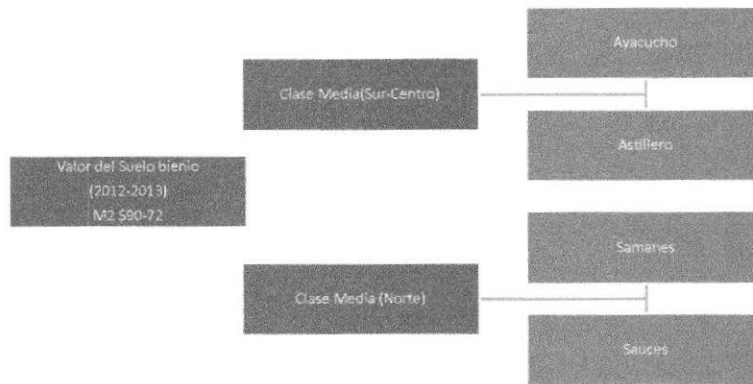 Valor del Suelo bienio
(2012-2013)
M2 $90-72
Clase Media(Sur-Centro)
Ayacucho
Astillero
Clase Media (Norte)
Samanes
Sauces